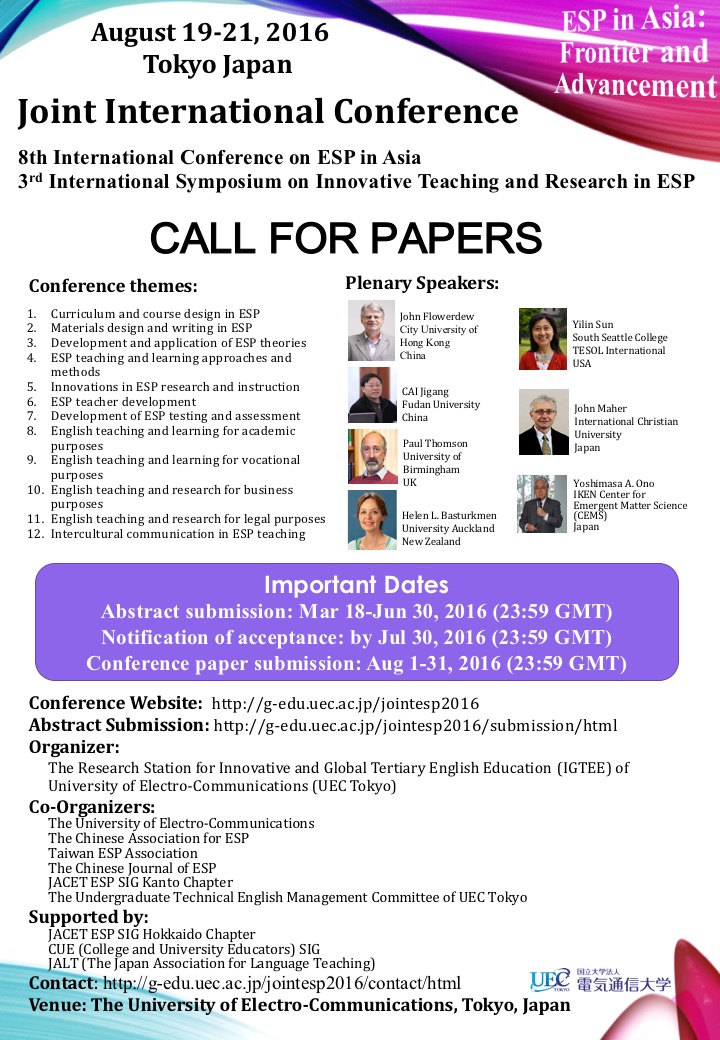 August 19-21, 2016
Tokyo Japan
ESP in Asia:
Frontier and
Advancement
Joint International Conference
8th International Conference on ESP in Asia
3rd International Symposium on Innovative Teaching and Research in ESP
CALL FOR PAPERS
Conference themes:
1. Curriculum and course design in ESP
2. Materials design and writing in ESP
3. Development and application of ESP theories
4. ESP teaching and learning approaches and
methods
5. Innovations in ESP research and instruction
6. ESP teacher development
7. Development of ESP testing and assessment
8. English teaching and learning for academic
purposes
9. English teaching and learning for vocational
purposes
10. English teaching and research for business
purposes
11. English teaching and research for legal purposes
12. Intercultural communication in ESP teaching
Plenary Speakers:
John Flowerdew
City University of
Hong Kong
China
CAI Jigang
Fudan University
China
Paul Thomson
University of
Birmingham
UK
Helen L. Basturkmen
University Auckland
New Zealand
Yilin Sun
South Seattle College
TESOL International
USA
John Maher
International Christian
University
Japan
Yoshimasa A. Ono
IKEN Center for
Emergent Matter Science
(CEMS)
Japan
Important Dates
Abstract submission: Mar 18-Jun 30, 2016 (23:59 GMT)
Notification of acceptance: by Jul 30, 2016 (23:59 GMT)
Conference paper submission: Aug 1-31, 2016 (23:59 GMT)
Conference Website: http://g-edu.uec.ac.jp/jointesp2016
Abstract Submission: http://g-edu.uec.ac.jp/jointesp2016/submission/html
Organizer:
The Research Station for Innovative and Global Tertiary English Education (IGTEE) of
University of Electro-Communications (UEC Tokyo)
Co-Organizers:
The University of Electro-Communications
The Chinese Association for ESP
Taiwan ESP Association
The Chinese Journal of ESP
JACET ESP SIG Kanto Chapter
The Undergraduate Technical English Management Committee of UEC Tokyo
Supported by:
JACET ESP SIG Hokkaido Chapter
CUE (College and University Educators) SIG
JALT (The Japan Association for Language Teaching)
Contact: http://g-edu.uec.ac.jp/jointesp2016/contact/html
Venue: The University of Electro-Communications, Tokyo, Japan
UEC
TOKYO
国立大学法人
電気通信大学